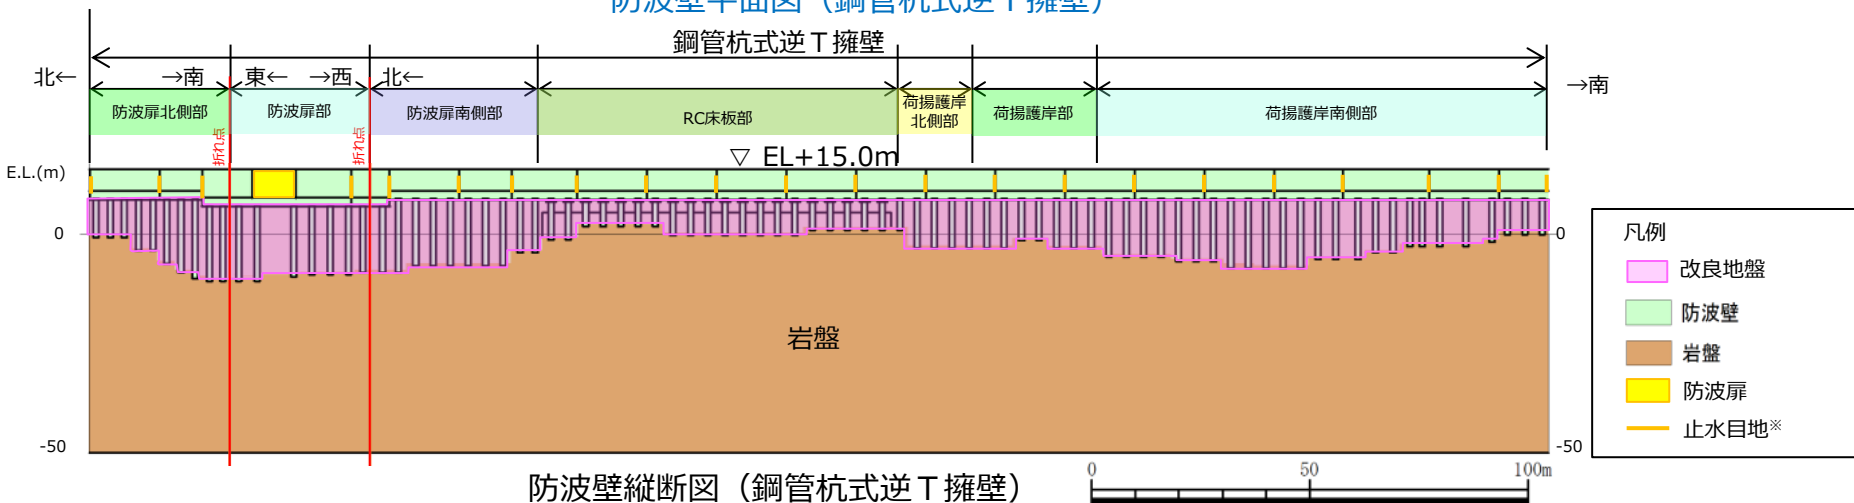 防波壁平面図（鋼管杭式逆Ｔ擁壁）
鋼管杭式逆Ｔ擁壁
北← →南 東← →西 北← →南
防波扉北側部 防波扉部 防波扉南側部 RC床板部 荷揚護岸北側部 荷揚護岸部 荷揚護岸南側部
折れ点 折れ点
▽ EL+15.0m
E.L.(m)
0 0
岩盤
-50 -50
凡例
改良地盤
防波壁
岩盤
防波扉
止水目地※
0 50 100m
防波壁縦断図（鋼管杭式逆Ｔ擁壁）